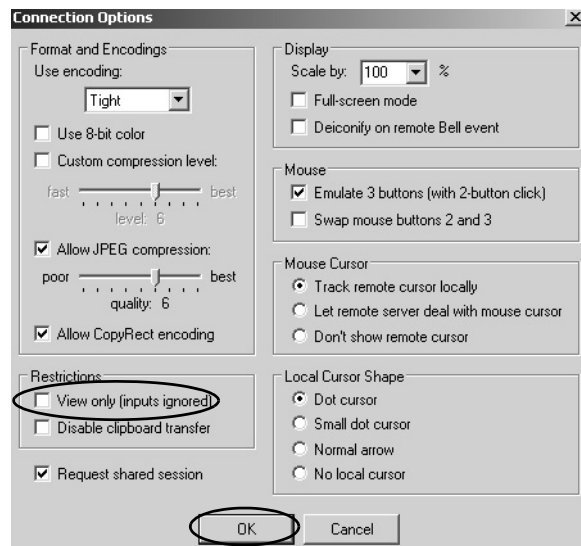 Connection Options
Format and Encodings
Use encoding:
Tight
Use 8-bit color
Custom compression level:
fast best
level: 6
Allow JPEG compression:
poor best
quality: 6
Allow CopyRect encoding
Restrictions
View only (inputs ignored)
Disable clipboard transfer
Request shared session
Display
Scale by: 100 %
Full-screen mode
Deiconify on remote Bell event
Mouse
Emulate 3 buttons (with 2-button click)
Swap mouse buttons 2 and 3
Mouse Cursor
Track remote cursor locally
Let remote server deal with mouse cursor
Don't show remote cursor
Local Cursor Shape
Dot cursor
Small dot cursor
Normal arrow
No local cursor
OK Cancel